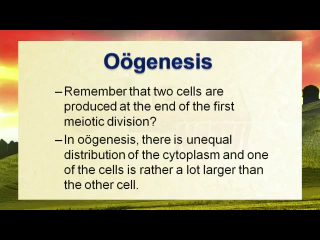 Oögenesis
–Remember that two cells are
produced at the end of the first
meiotic division?
–In oögenesis, there is unequal
distribution of the cytoplasm and one
of the cells is rather a lot larger than
the other cell.